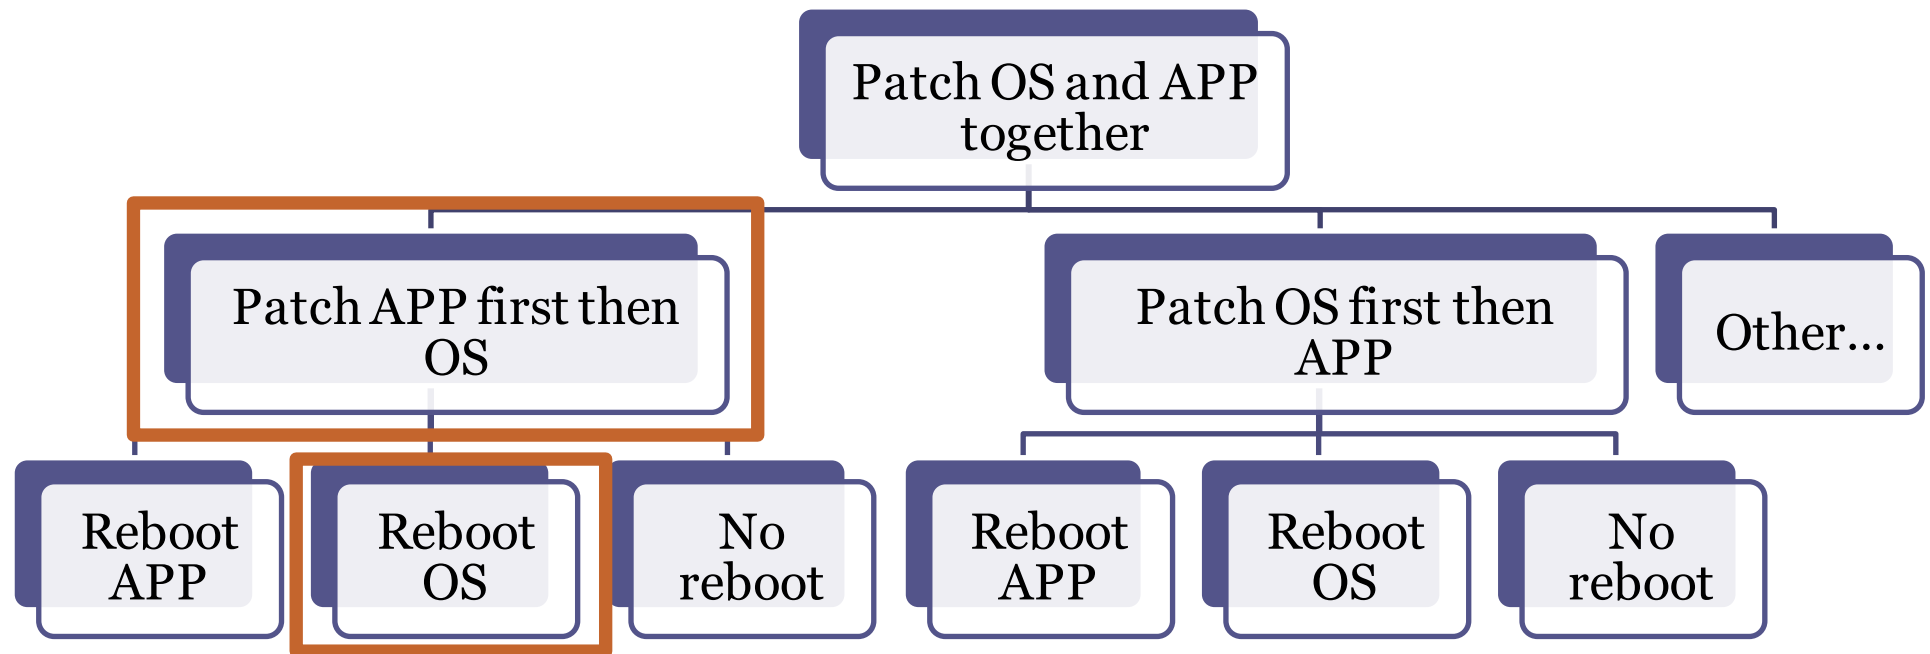 Patch OS and APP
together
Patch APP first then
OS
Patch OS first then
APP
Other...
Reboot
APP
Reboot
OS
No
reboot
Reboot
APP
Reboot
OS
No
reboot